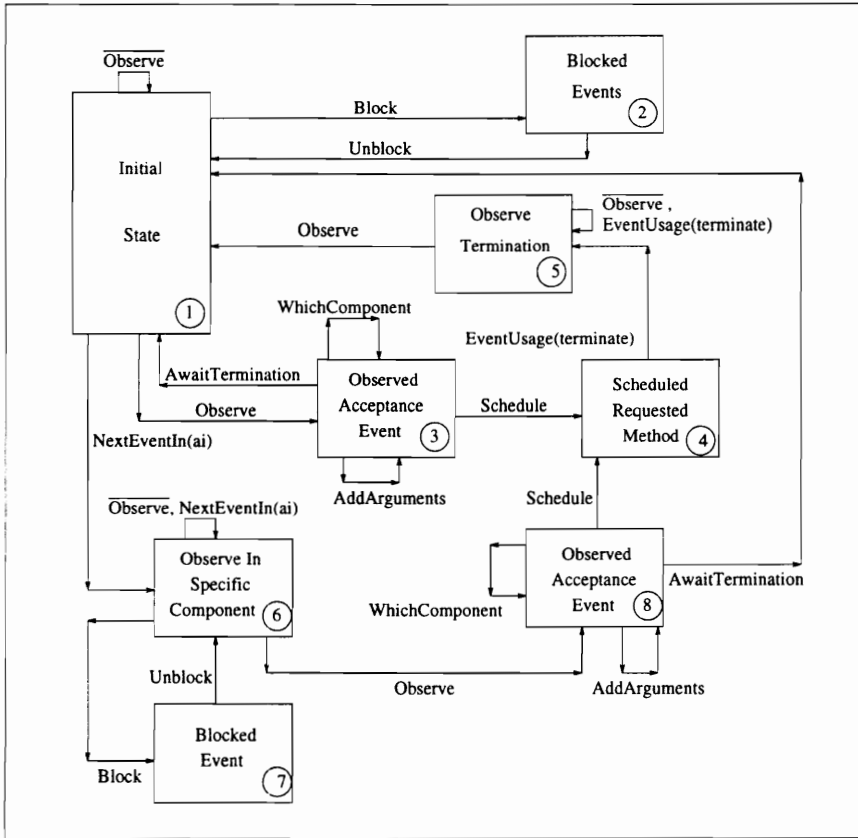 Observe
Blocked
Events
2
Block
Unblock
Initial
State
1
Observe
Observe
Termination
5
Observe ,
EventUsage(terminate)
WhichComponent
EventUsage(terminate)
AwaitTermination
Observed
Acceptance
Event
3
Schedule
Scheduled
Requested
Method
4
Observe
NextEventIn(ai)
AddArguments
Schedule
Observe, NextEventIn(ai)
Observe In
Specific
Component
6
Observed
Acceptance
Event
8
AwaitTermination
WhichComponent
Unblock
Observe
AddArguments
Blocked
Event
7
Block